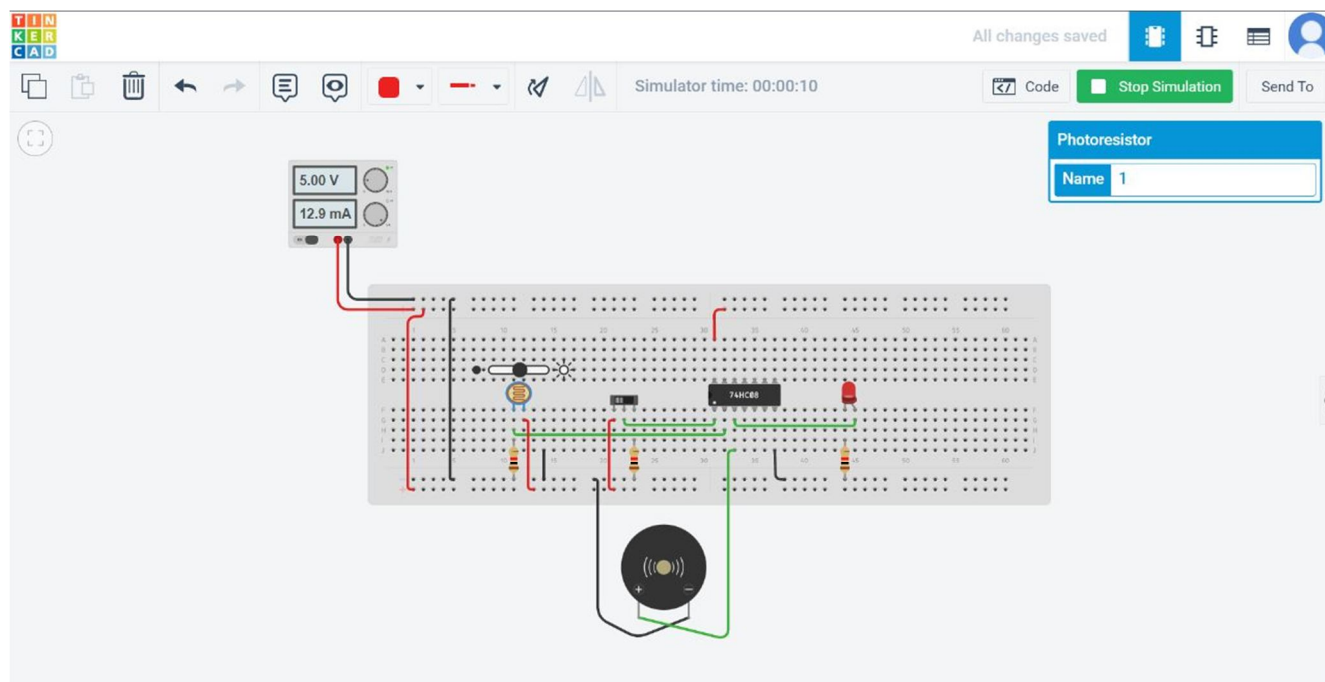 TIN
KER
CAD
All changes saved
Simulator time: 00:00:10
Code
Stop Simulation
Send To
Photoresistor
Name 1
5.00 V
12.9 mA
74HC08